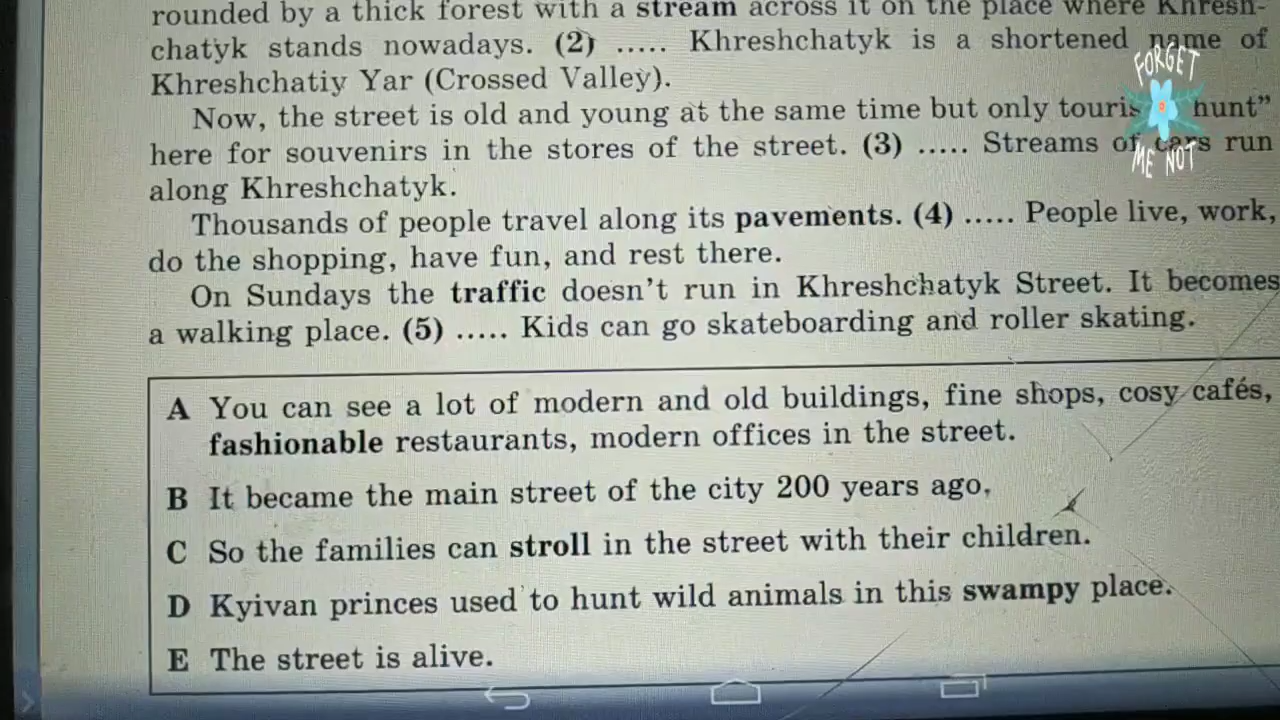 rounded by a thick forest with a stream across it on the place where Khresh-
chatyk stands nowadays. (2) ..... Khreshchatyk is a shortened name of
Khreshchatiy Yar (Crossed Valley).
Now, the street is old and young at the same time but only hunt”
here for souvenirs in the stores of the street. (3) ..... Streams of cars run
along Khreshchatyk.
Thousands of people travel along its pavements. (4) ..... People live, work,
do the shopping, have fun, and rest there.
On Sundays the traffic doesn’t run in Khreshchatyk Street. It becomes
a walking place. (5) ..... Kids can go skateboarding and roller skating.
A You can see a lot of modern and old buildings, fine shops, cosy cafés,
fashionable restaurants, modern offices in the street.
B It became the main street of the city 200 years ago.
C So the families can stroll in the street with their children.
D Kyivan princes used to hunt wild animals in this swampy place.
E The street is alive.
FORGET
ME NOT